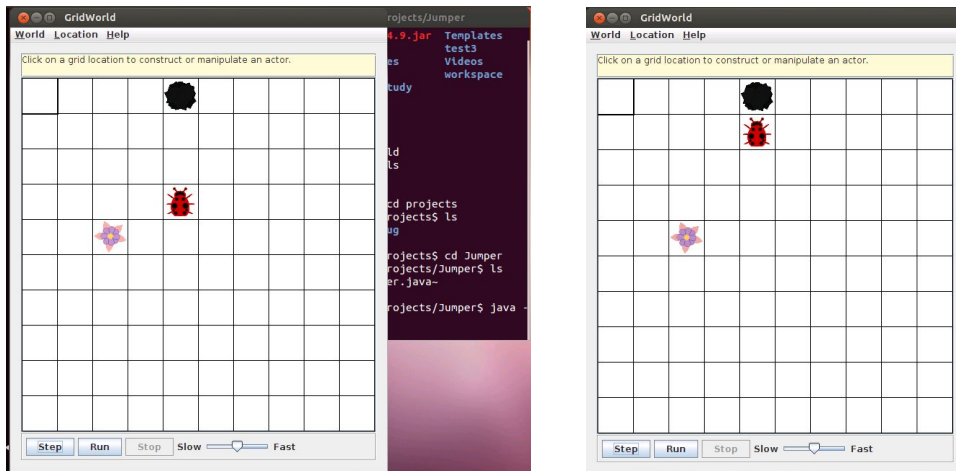 GridWorld
World Location Help
Click on a grid location to construct or manipulate an actor.
Step Run Stop Slow Fast
rojects/Jumper
4.9.jar Templates
test3
es Videos
workspace
tudy
ld
ls
cd projects
rojects$ ls
ug
rojects$ cd Jumper
rojects/Jumper$ ls
er.java~
rojects/Jumper$ java -
GridWorld
World Location Help
Click on a grid location to construct or manipulate an actor.
Step Run Stop Slow Fast